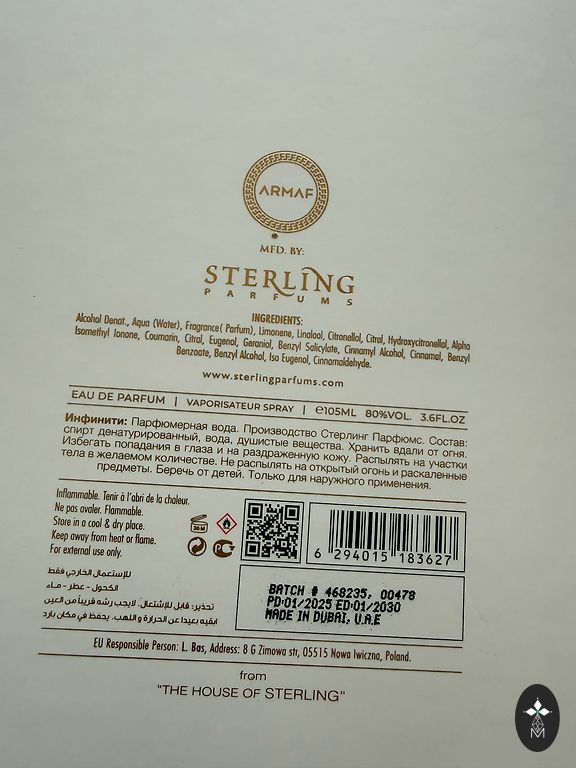 ARMAF
MFD. BY:
STERLING
PARFUMS
INGREDIENTS:
Alcohol Denat., Aqua (Water), Fragrance( Parfum), Limonene, Linalool, Citronellol, Citral, Hydroxycitronellal, Alpha
Isomethyl Ionone, Coumarin, Citral, Eugenol, Geraniol, Benzyl Salicylate, Cinnamyl Alcohol, Cinnamal, Benzyl
Benzoate, Benzyl Alcohol, Iso Eugenol, Cinnamaldehyde.
www.sterlingparfums.com
EAU DE PARFUM | VAPORISATEUR SPRAY | ℮105ML 80%VOL. 3.6FL.OZ
Инфинити: Парфюмерная вода. Производство Стерлинг Парфюмс. Состав:
спирт денатурированный, вода, душистые вещества. Хранить вдали от огня.
Избегать попадания в глаза и на раздраженную кожу. Распылять на участки
тела в желаемом количестве. Не распылять на открытый огонь и раскаленные
предметы. Беречь от детей. Только для наружного применения.
Inflammable. Tenir à l'abri de la chaleur.
Ne pas avaler. Flammable.
Store in a cool & dry place.
Keep away from heat or flame.
For external use only.
36 M
PC
6 294015 183627
للإستعمال الخارجي فقط
الكحول - عطر - ماء
تحذير: قابل للإشتعال. لايجب رشه قريباً من العين
ابقيه بعيدا عن الحرارة و اللهب. يحفظ في مكان بارد
BATCH # 468235, 00478
PD:01/2025 ED:01/2030
MADE IN DUBAI, U.A.E
EU Responsible Person: L. Bas, Address: 8 G Zimowa str, 05515 Nowa Iwiczna, Poland.
from
"THE HOUSE OF STERLING"
M